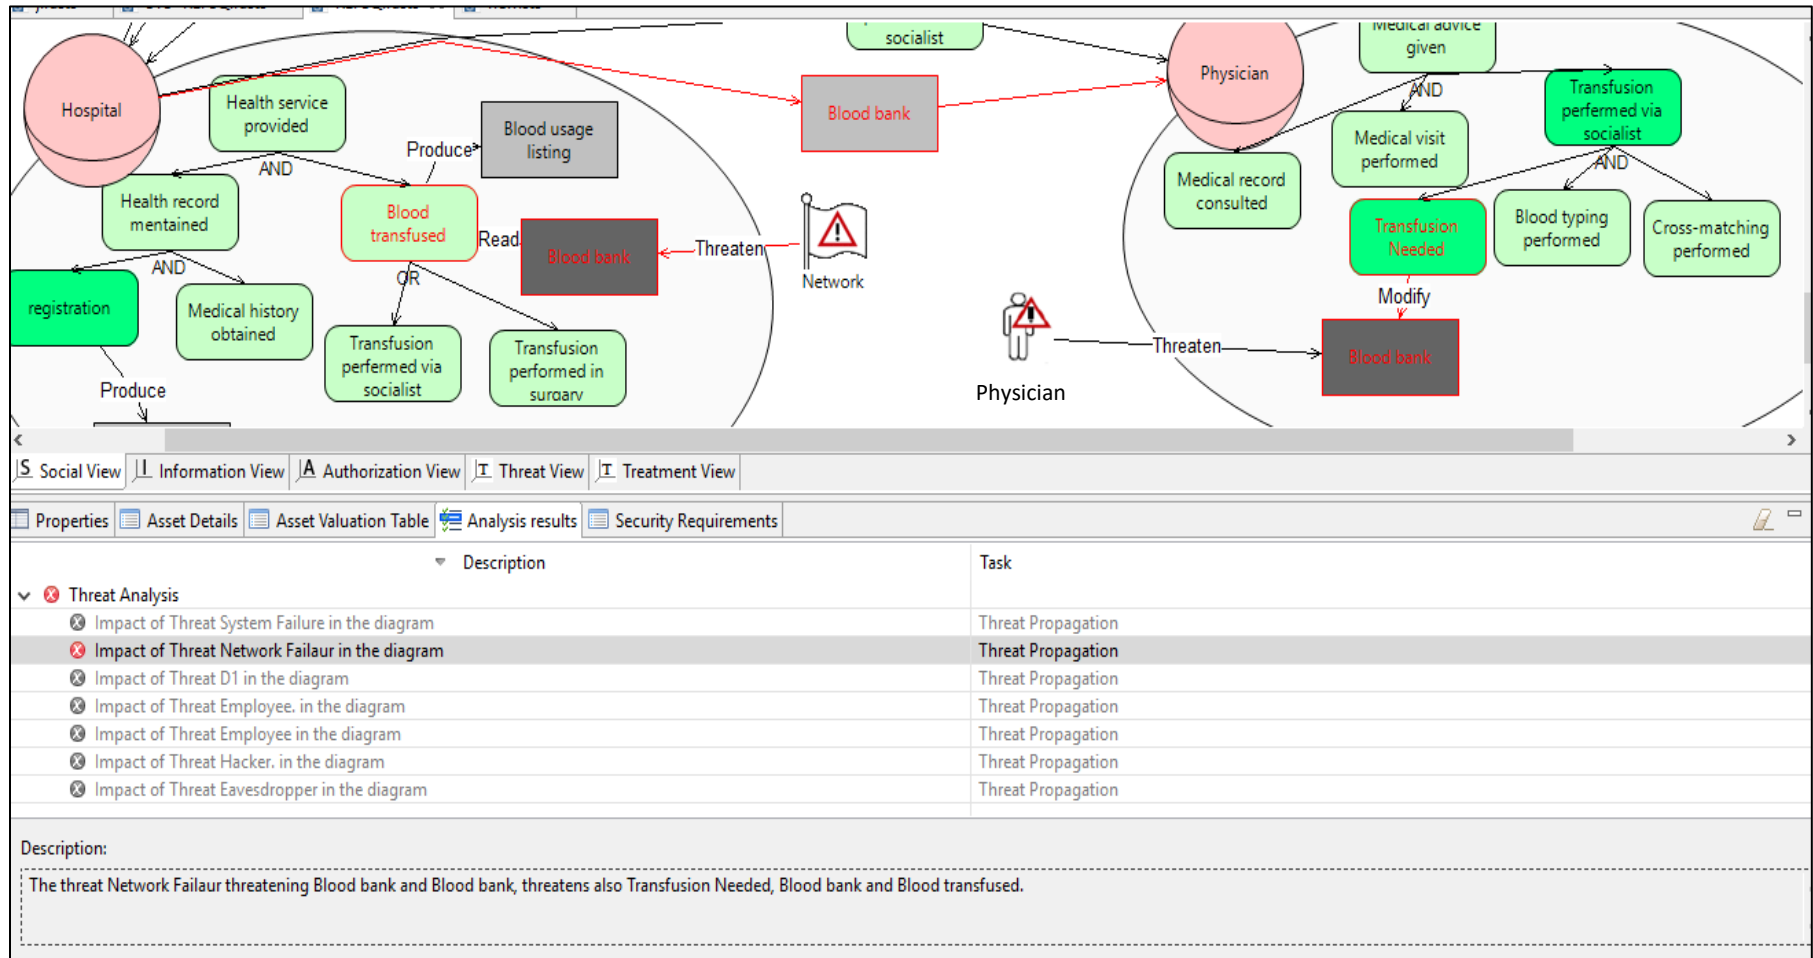 socialist
Medical advice
given
Hospital
Physician
Health service
provided
Blood usage
listing
Blood bank
AND
Transfusion
perfermed via
socialist
Medical visit
performed
Produce
AND
AND
Medical record
consulted
Health record
mentained
Blood
transfused
Read
Blood bank
Threaten
Network
Transfusion
Needed
Blood typing
performed
Cross-matching
performed
AND
OR
registration
Medical history
obtained
Modify
Transfusion
perfermed via
socialist
Transfusion
performed in
surgary
Threaten
Blood bank
Produce
Physician
S Social View
I Information View
A Authorization View
T Threat View
T Treatment View
Properties
Asset Details
Asset Valuation Table
Analysis results
Security Requirements
Description Task
Threat Analysis
Impact of Threat System Failure in the diagram Threat Propagation
Impact of Threat Network Failaur in the diagram Threat Propagation
Impact of Threat D1 in the diagram Threat Propagation
Impact of Threat Employee. in the diagram Threat Propagation
Impact of Threat Employee in the diagram Threat Propagation
Impact of Threat Hacker. in the diagram Threat Propagation
Impact of Threat Eavesdropper in the diagram Threat Propagation
Description:
The threat Network Failaur threatening Blood bank and Blood bank, threatens also Transfusion Needed, Blood bank and Blood transfused.